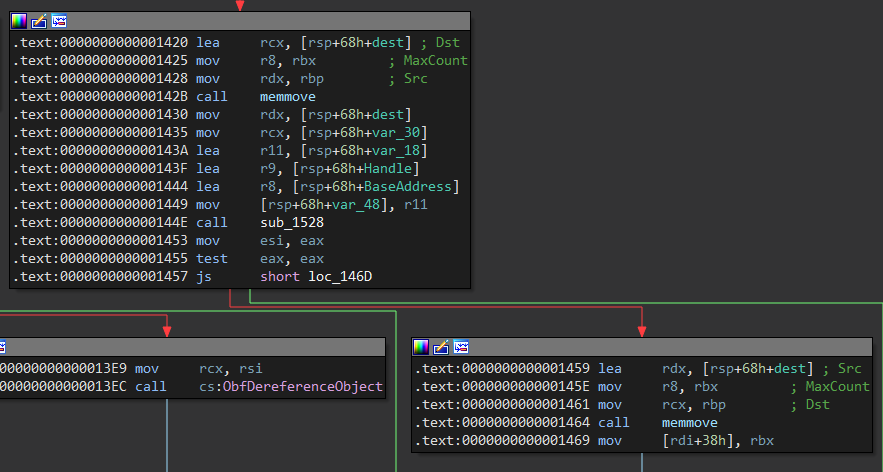 .text:0000000000001420 lea rcx, [rsp+68h+dest] ; Dst
.text:0000000000001425 mov r8, rbx ; MaxCount
.text:0000000000001428 mov rdx, rbp ; Src
.text:000000000000142B call memmove
.text:0000000000001430 mov rdx, [rsp+68h+dest]
.text:0000000000001435 mov rcx, [rsp+68h+var_30]
.text:000000000000143A lea r11, [rsp+68h+var_18]
.text:000000000000143F lea r9, [rsp+68h+Handle]
.text:0000000000001444 lea r8, [rsp+68h+BaseAddress]
.text:0000000000001449 mov [rsp+68h+var_48], r11
.text:000000000000144E call sub_1528
.text:0000000000001453 mov esi, eax
.text:0000000000001455 test eax, eax
.text:0000000000001457 js short loc_146D
00000000000013E9 mov rcx, rsi
00000000000013EC call cs:ObfDereferenceObject
.text:0000000000001459 lea rdx, [rsp+68h+dest] ; Src
.text:000000000000145E mov r8, rbx ; MaxCount
.text:0000000000001461 mov rcx, rbp ; Dst
.text:0000000000001464 call memmove
.text:0000000000001469 mov [rdi+38h], rbx